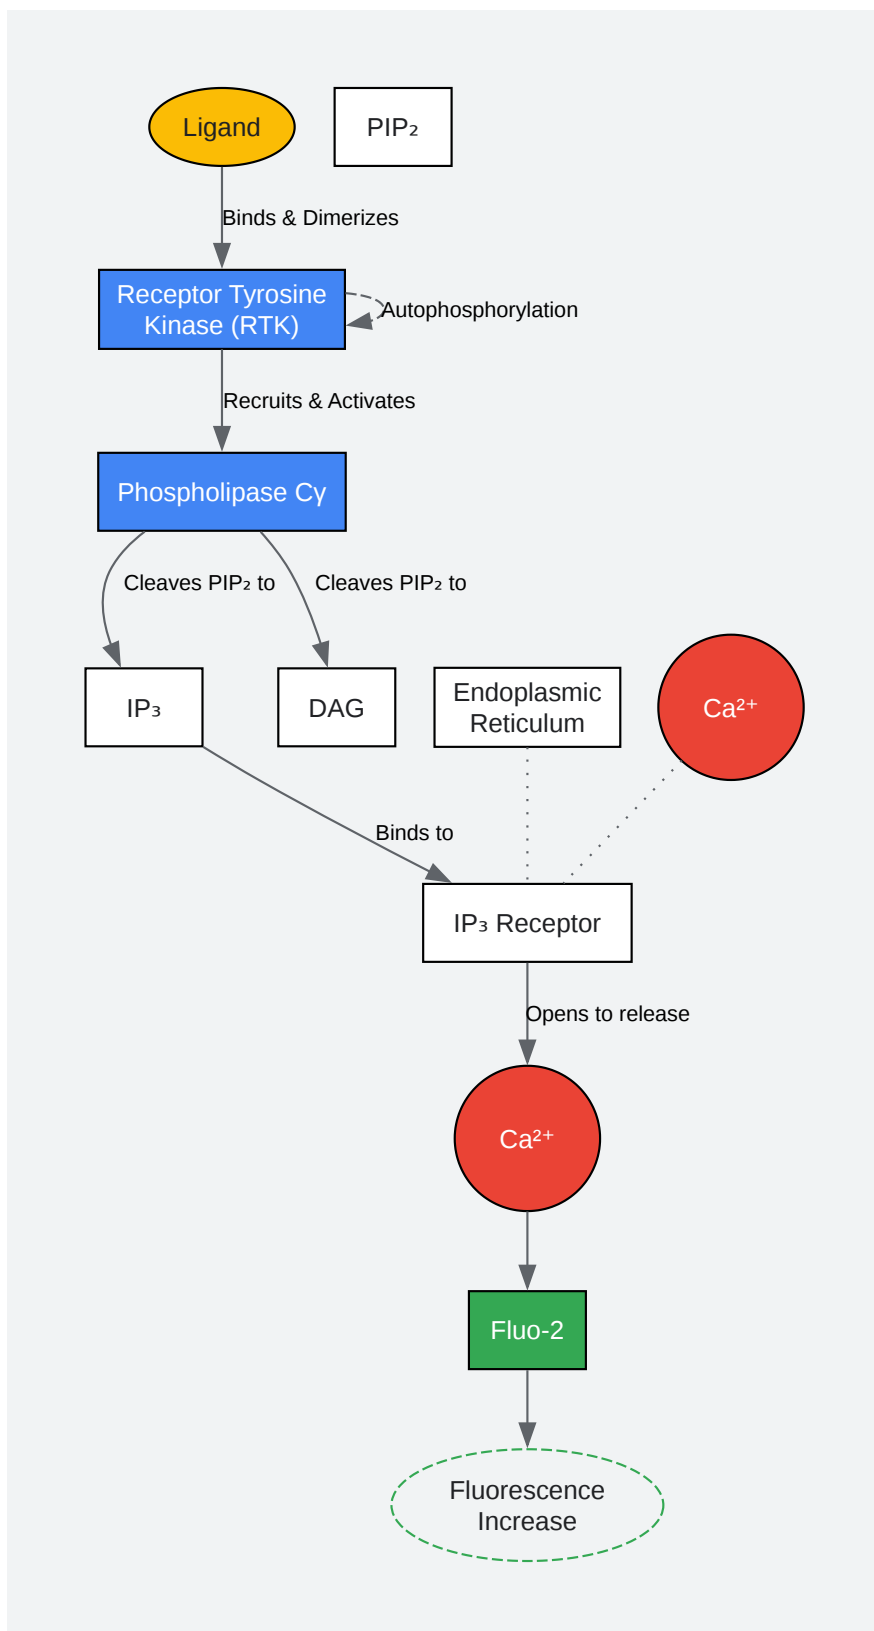 Ligand
PIP₂
Binds & Dimerizes
Receptor Tyrosine
Kinase (RTK)
Autophosphorylation
Recruits & Activates
Phospholipase Cγ
Cleaves PIP₂ to
Cleaves PIP₂ to
IP₃
DAG
Endoplasmic
Reticulum
Ca²⁺
Binds to
IP₃ Receptor
Opens to release
Ca²⁺
Fluo-2
Fluorescence
Increase